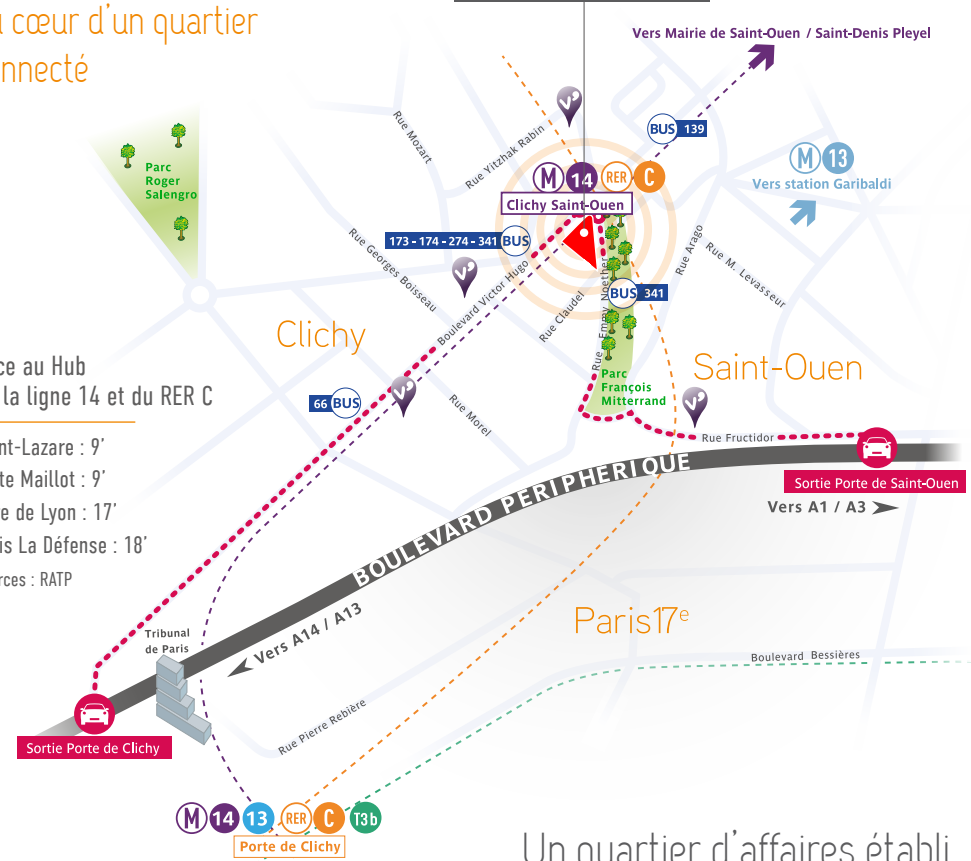 cœur d'un quartier
nnecté
Vers Mairie de Saint-Ouen / Saint-Denis Pleyel
BUS 139
M 13
Vers station Garibaldi
Rue Mozart
Rue Yitzhak Rabin
Parc
Roger
Salengro
M 14 RER C
Clichy Saint-Ouen
173 - 174 - 274 - 341 BUS
Rue Georges Boisseau
Boulevard Victor Hugo
Rue Claudel
Rue Emmy Noether
BUS 341
Rue Arago
Rue M. Levasseur
Clichy
Saint-Ouen
ce au Hub
la ligne 14 et du RER C
nt-Lazare : 9'
te Maillot : 9'
re de Lyon : 17'
is La Défense : 18'
rces : RATP
66 BUS
Rue Morel
Parc
François
Mitterrand
Rue Fructidor
Sortie Porte de Saint-Ouen
Vers A1 / A3
BOULEVARD PERIPHERIQUE
Vers A14 / A13
Tribunal
de Paris
Paris17e
Boulevard Bessières
Rue Pierre Rebière
Sortie Porte de Clichy
M 14 13 RER C T3b
Porte de Clichy
Un quartier d'affaires établi